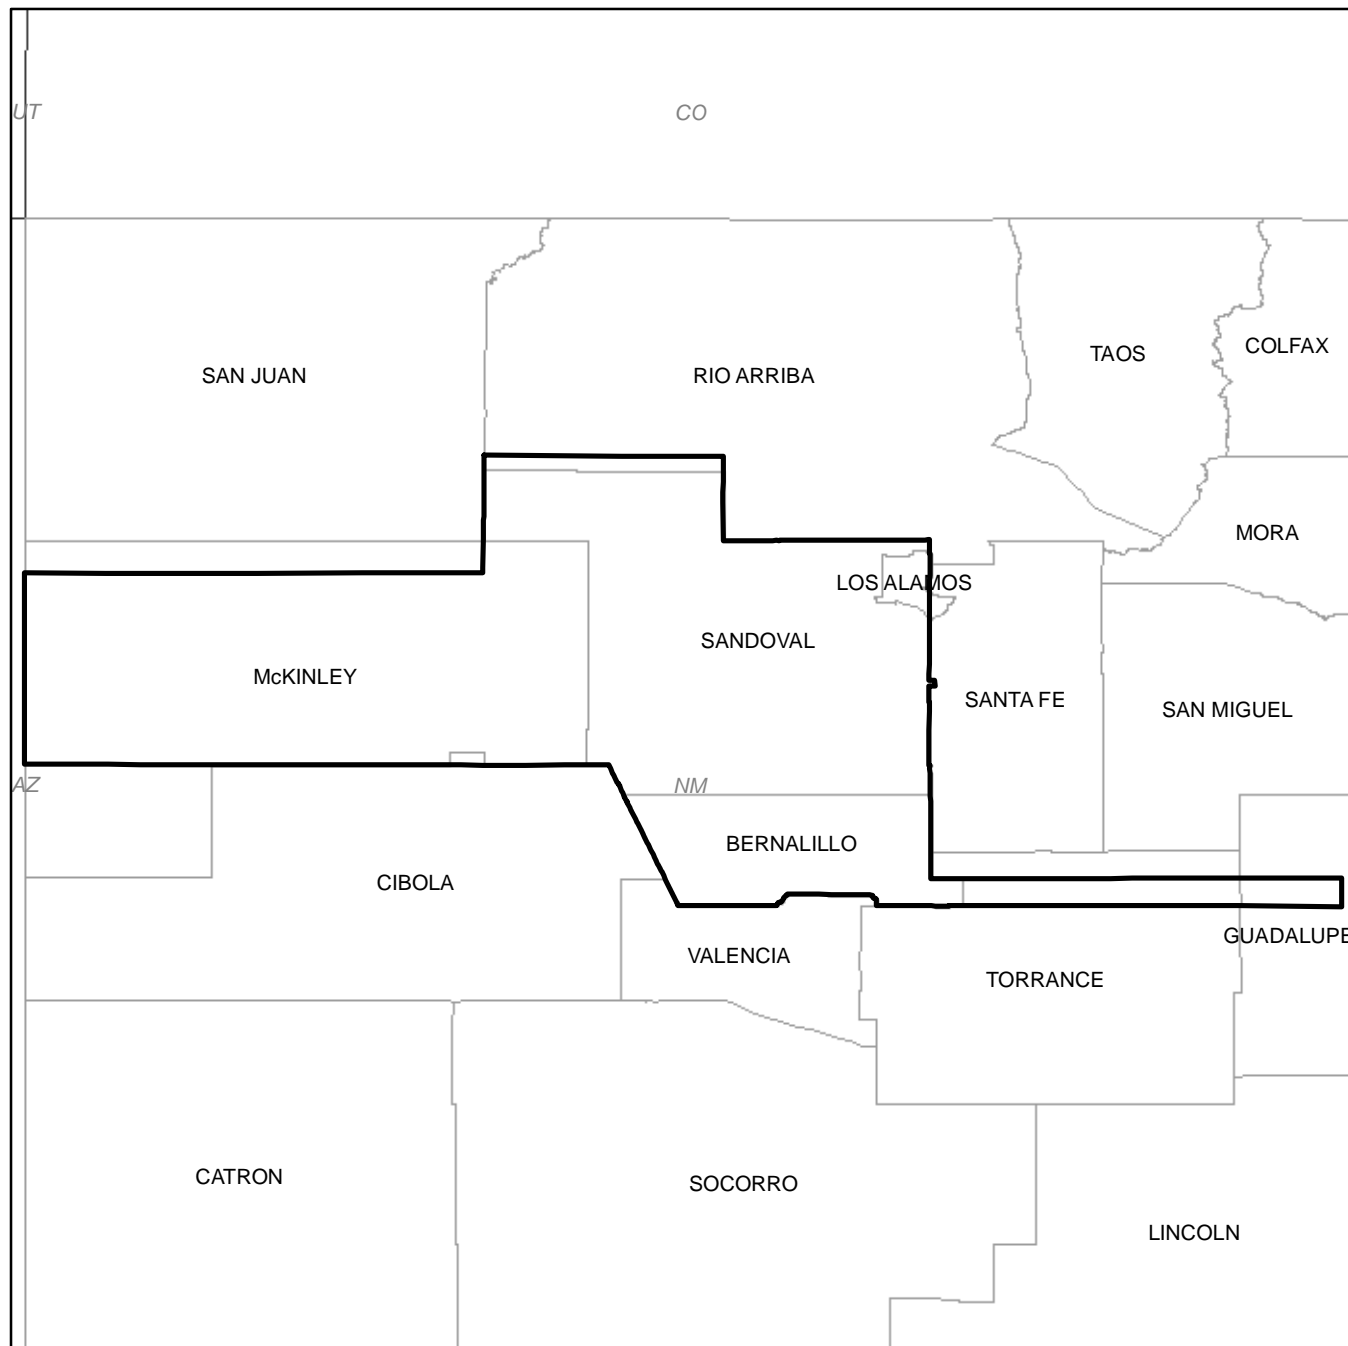 UT
CO
TAOS
COLFAX
SAN JUAN
RIO ARRIBA
MORA
LOS ALAMOS
SANDOVAL
McKINLEY
SANTA FE
SAN MIGUEL
AZ
NM
BERNALILLO
CIBOLA
GUADALUPE
VALENCIA
TORRANCE
CATRON
SOCORRO
LINCOLN